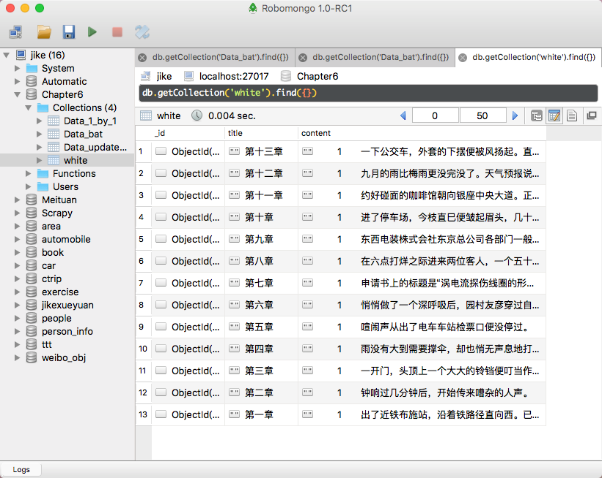 Robomongo 1.0-RC1
jike (16)
System
Automatic
Chapter6
Collections (4)
Data_1_by_1
Data_bat
Data_update...
white
Functions
Users
Meituan
Scrapy
area
automobile
book
car
ctrip
exercise
jikexueyuan
people
person_info
ttt
weibo_obj
db.getCollection('Data_bat').find({}) db.getCollection('Data_bat').find({}) db.getCollection('white').find({})
jike localhost:27017 Chapter6
db.getCollection('white').find({})
white 0.004 sec. 0 50
_id title content
1 ObjectId(... 第十三章 1 一下公交车，外套的下摆便被风扬起。直...
2 ObjectId(... 第十二章 1 九月的雨比梅雨更没完没了。天气预报说...
3 ObjectId(... 第十一章 1 约好碰面的咖啡馆朝向银座中央大道。正...
4 ObjectId(... 第十章 1 进了停车场，今枝直巳便皱起眉头，几十...
5 ObjectId(... 第九章 1 东西电装株式会社东京总公司各部门一般...
6 ObjectId(... 第八章 1 在六点打烊之际进来两位客人，一个五十...
7 ObjectId(... 第七章 1 申请书上的标题是“涡电流探伤线圈的形...
8 ObjectId(... 第六章 1 悄悄做了一个深呼吸后，园村友彦穿过自...
9 ObjectId(... 第五章 1 喧闹声从出了电车车站检票口便没停过。
10 ObjectId(... 第四章 1 雨没有大到需要撑伞，却也悄无声息地打...
11 ObjectId(... 第三章 1 一开门，头顶上一个大大的铃铛便叮当作...
12 ObjectId(... 第二章 1 钟响过几分钟后，开始传来嘈杂的人声。
13 ObjectId(... 第一章 1 出了近铁布施站，沿着铁路径直向西。已...
Logs